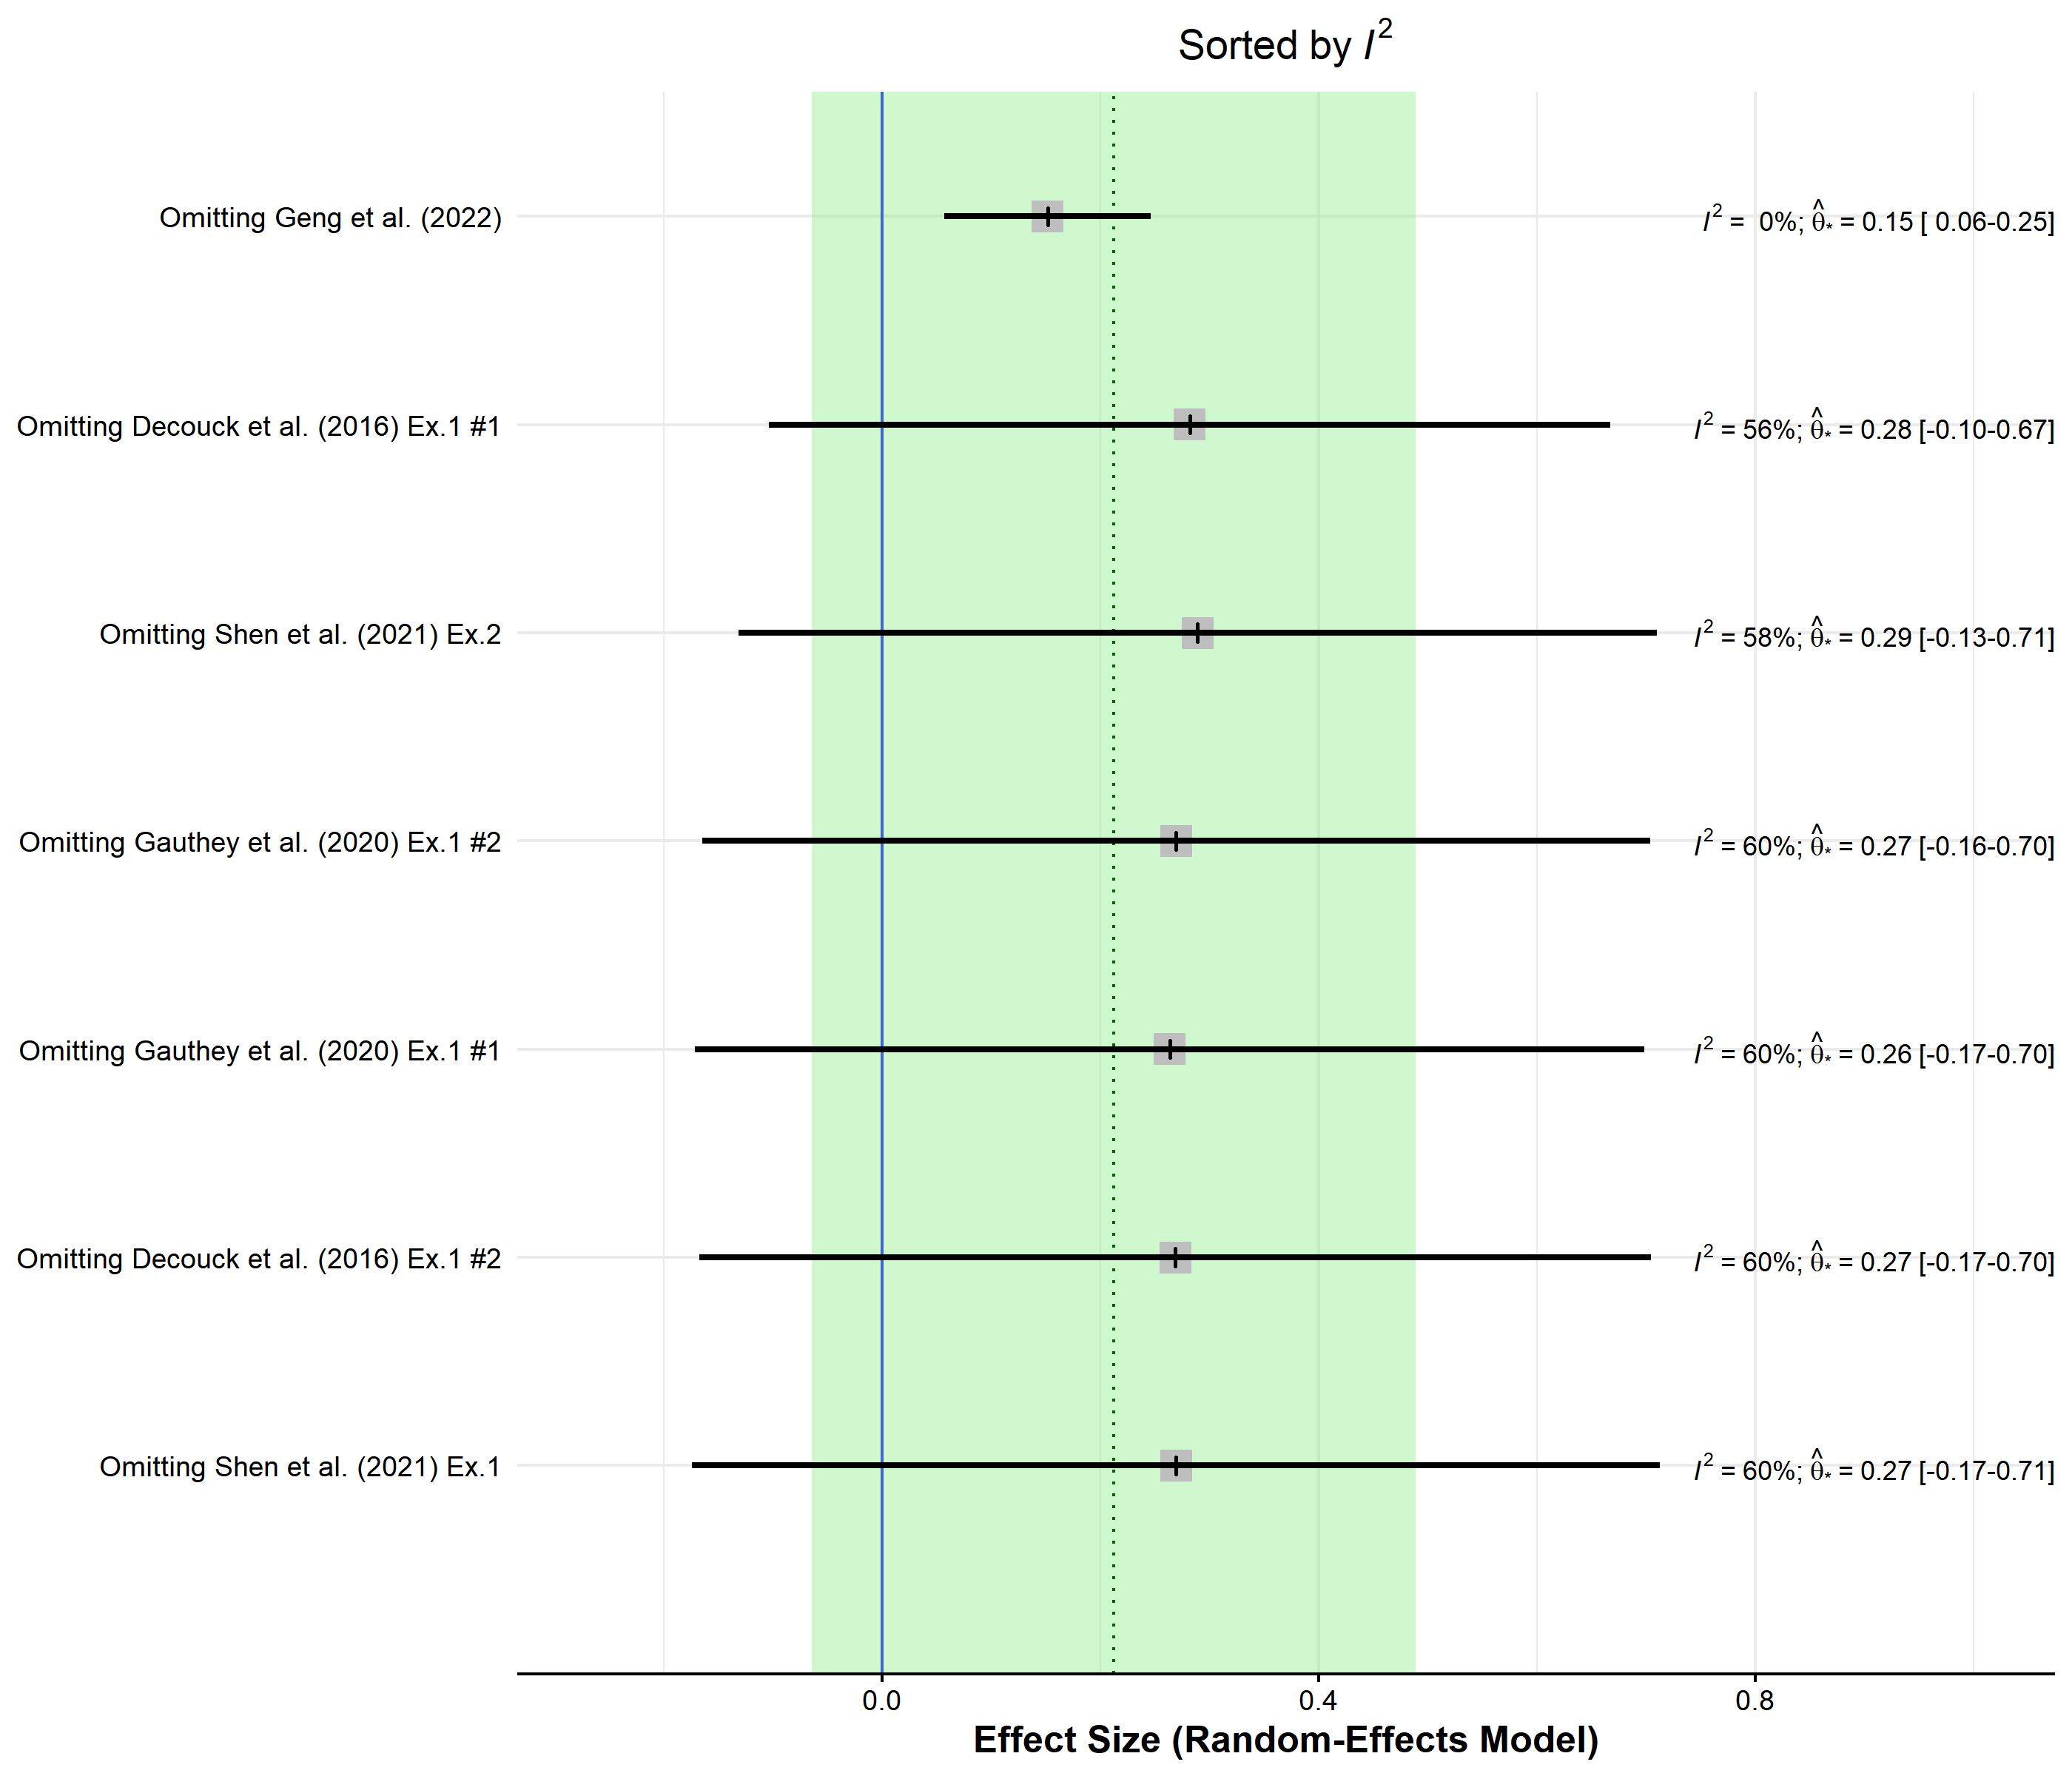 Sorted by I²
Omitting Geng et al. (2022) I² = 0%; θ̂* = 0.15 [ 0.06-0.25]
Omitting Decouck et al. (2016) Ex.1 #1 I² = 56%; θ̂* = 0.28 [-0.10-0.67]
Omitting Shen et al. (2021) Ex.2 I² = 58%; θ̂* = 0.29 [-0.13-0.71]
Omitting Gauthey et al. (2020) Ex.1 #2 I² = 60%; θ̂* = 0.27 [-0.16-0.70]
Omitting Gauthey et al. (2020) Ex.1 #1 I² = 60%; θ̂* = 0.26 [-0.17-0.70]
Omitting Decouck et al. (2016) Ex.1 #2 I² = 60%; θ̂* = 0.27 [-0.17-0.70]
Omitting Shen et al. (2021) Ex.1 I² = 60%; θ̂* = 0.27 [-0.17-0.71]
0.0 0.4 0.8
Effect Size (Random-Effects Model)